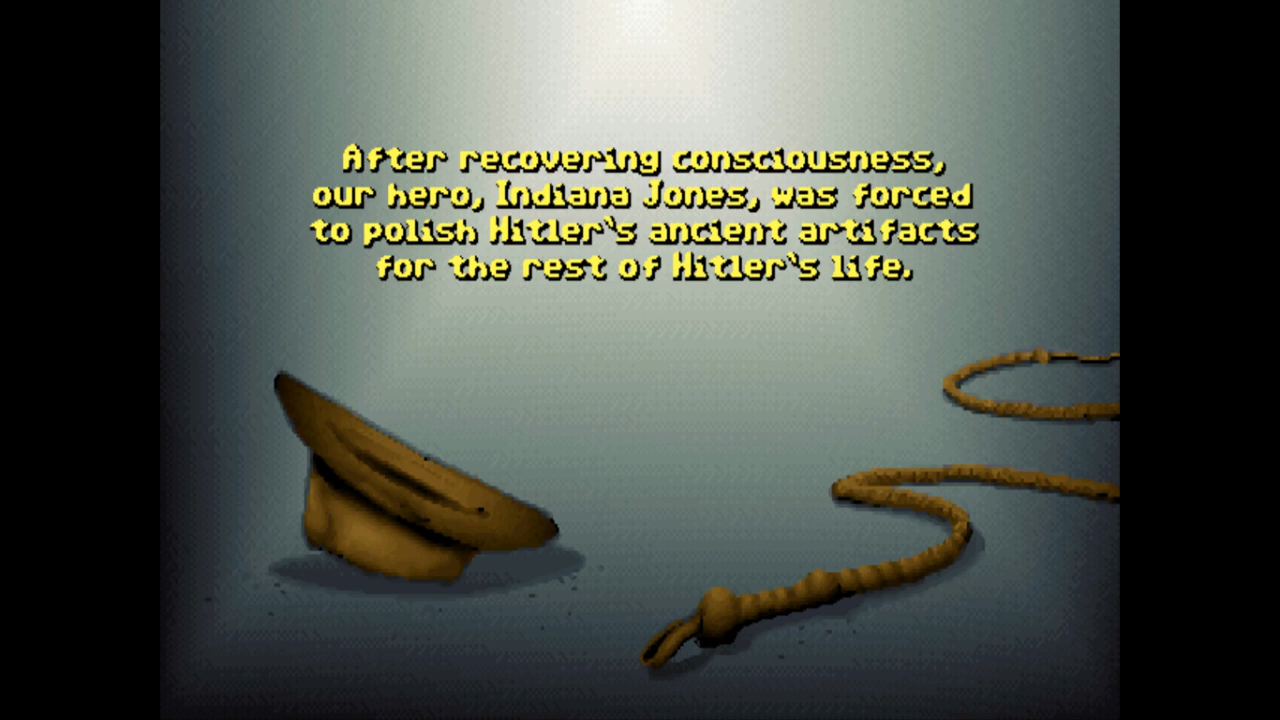 After recovering consciousness,
our hero, Indiana Jones, was forced
to polish Hitler`s ancient artifacts
for the rest of Hitler`s life.